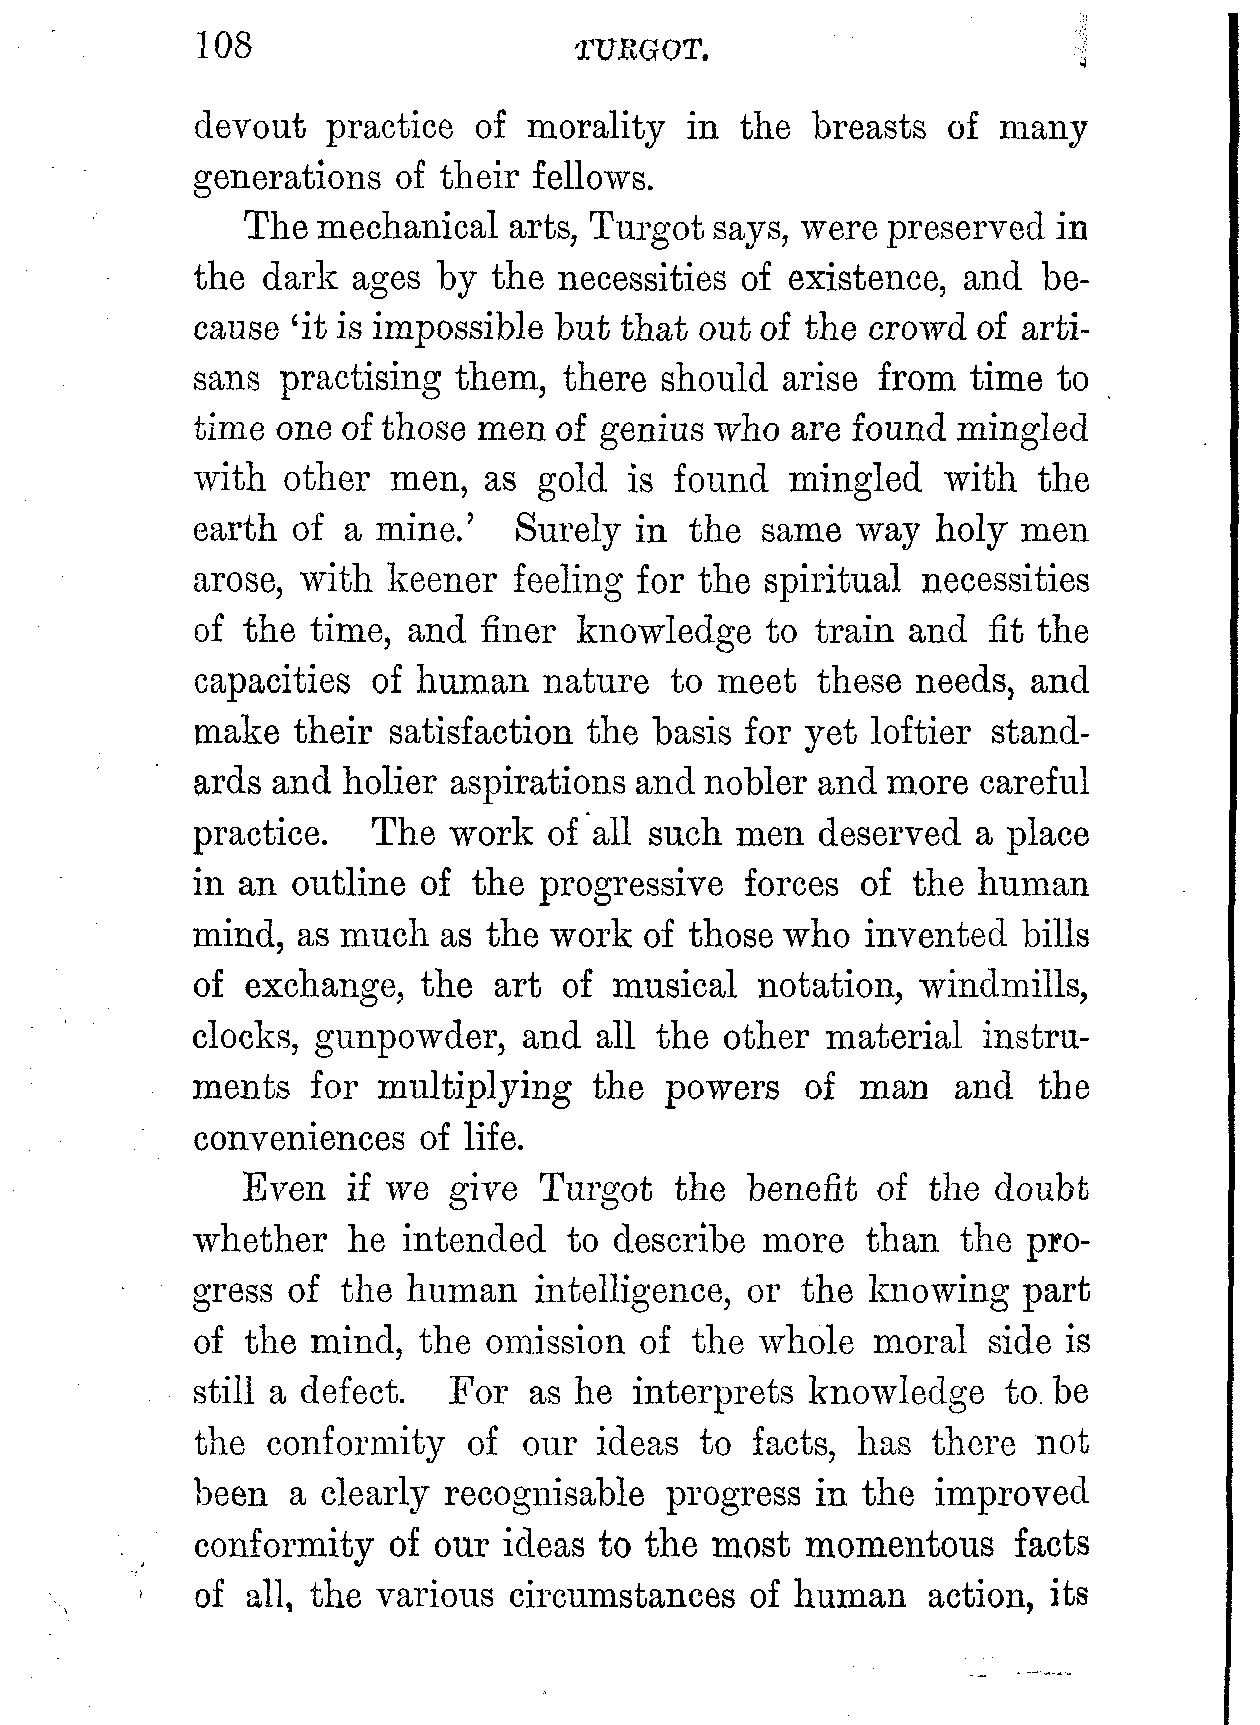 108 TURGOT.
devout practice of morality in the breasts of many
generations of their fellows.
The mechanical arts, Turgot says, were preserved in
the dark ages by the necessities of existence, and be-
cause ‘it is impossible but that out of the crowd of arti-
sans practising them, there should arise from time to
time one of those men of genius who are found mingled
with other men, as gold is found mingled with the
earth of a mine.’ Surely in the same way holy men
arose, with keener feeling for the spiritual necessities
of the time, and finer knowledge to train and fit the
capacities of human nature to meet these needs, and
make their satisfaction the basis for yet loftier stand-
ards and holier aspirations and nobler and more careful
practice. The work of all such men deserved a place
in an outline of the progressive forces of the human
mind, as much as the work of those who invented bills
of exchange, the art of musical notation, windmills,
clocks, gunpowder, and all the other material instru-
ments for multiplying the powers of man and the
conveniences of life.
Even if we give Turgot the benefit of the doubt
whether he intended to describe more than the pro-
gress of the human intelligence, or the knowing part
of the mind, the omission of the whole moral side is
still a defect. For as he interprets knowledge to be
the conformity of our ideas to facts, has there not
been a clearly recognisable progress in the improved
conformity of our ideas to the most momentous facts
of all, the various circumstances of human action, its